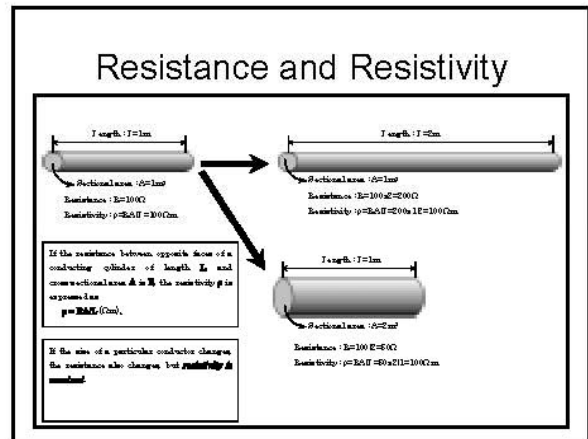 Resistance and Resistivity
Length : L=1m
Length : L=2m
Sectional area : A=1m²
Resistance : R=100Ω
Resistivity : ρ=RA/L=100Ωm
Sectional area : A=1m²
Resistance : R=100x2=200Ω
Resistivity : ρ=RA/L=200x1/2=100Ωm
If the resistance between opposite faces of a
conducting cylinder of length L and
cross-sectional area A is R, the resistivity ρ is
expressed as
ρ=RA/L (Ωm).
Length : L=1m
Sectional area : A=2m²
Resistance : R=100/2=50Ω
Resistivity : ρ=RA/L=50x2/1=100Ωm
If the size of a particular conductor changes,
the resistance also changes, but resistivity is
constant.